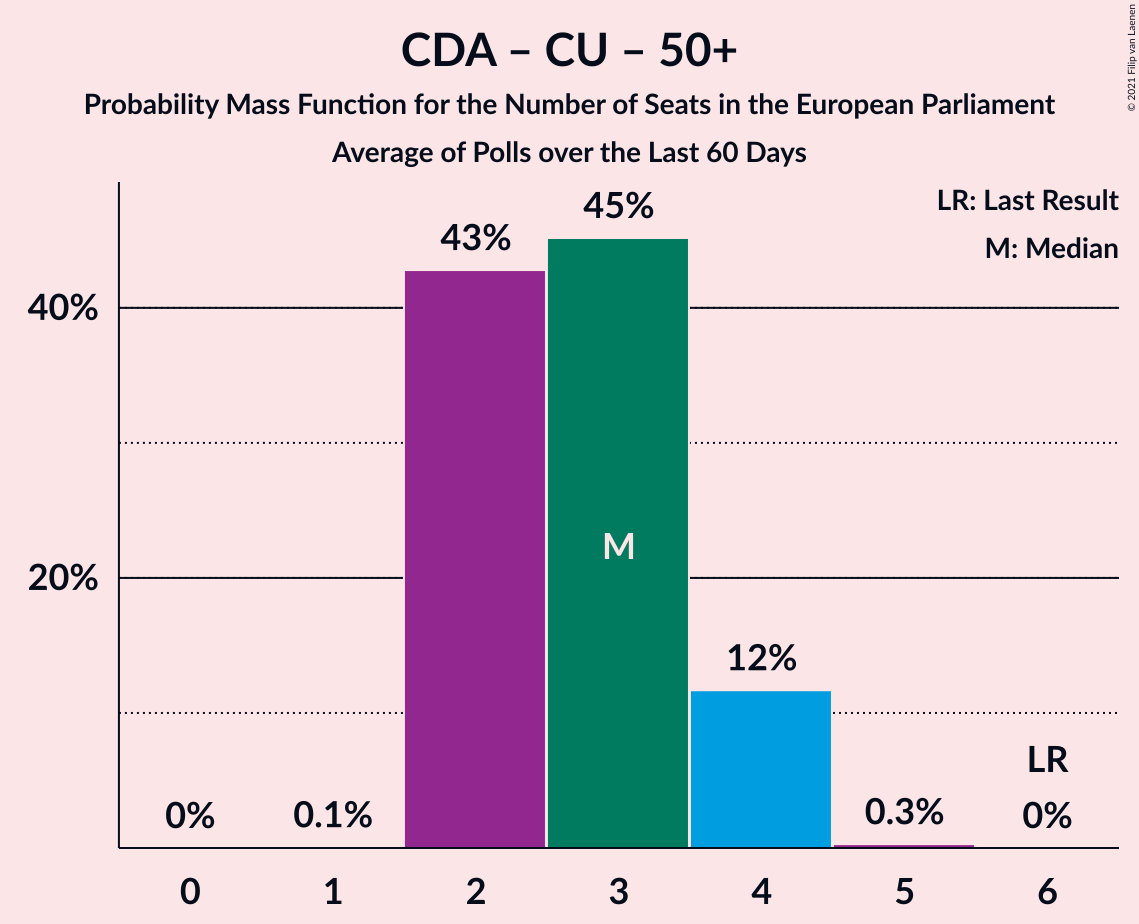 CDA – CU – 50+
Probability Mass Function for the Number of Seats in the European Parliament
Average of Polls over the Last 60 Days
© 2021 Filip van Laenen
LR: Last Result
M: Median
45%
43%
40%
M
20%
12%
LR
0%
0.1%
0.3%
0%
0
1
2
3
4
5
6